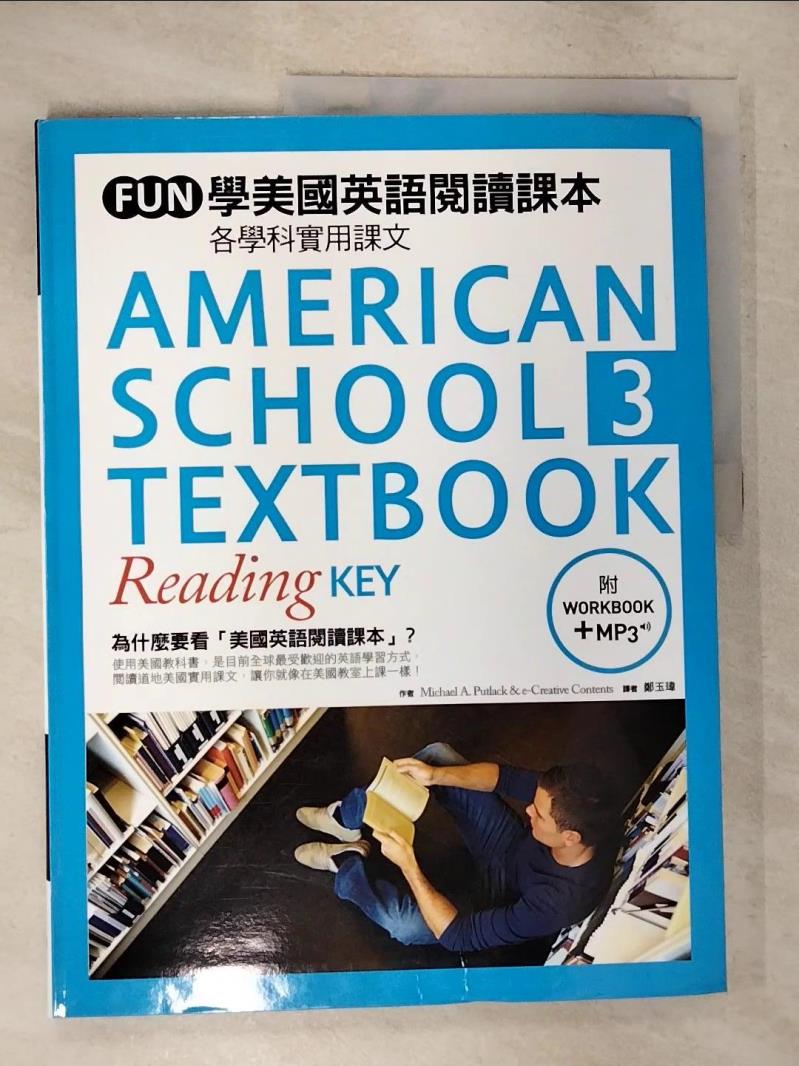 FUN學美國英語閱讀課本
各學科實用課文
AMERICAN
SCHOOL 3
TEXTBOOK
Reading KEY
附
WORKBOOK
+MP3
為什麼要看「美國英語閱讀課本」?
使用美國教科書,是目前全球最受歡迎的英語學習方式,
閱讀道地美國實用課文,讓你就像在美國教室上課一樣!
作者 Michael A. Putlack & e-Creative Contents 譯者 鄭玉瑋